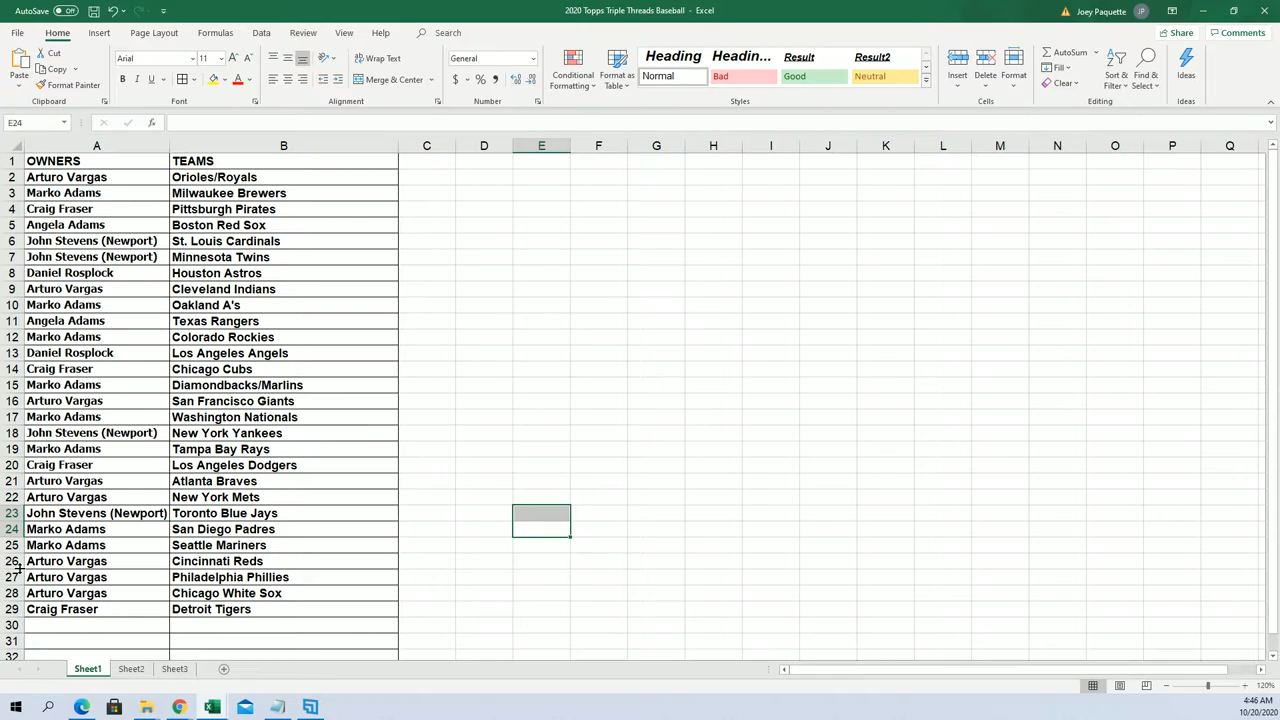 AutoSave Off 2020 Topps Triple Threads Baseball - Excel Joey Paquette JP
File Home Insert Page Layout Formulas Data Review View Help Search Share Comments
Paste Cut Copy Format Painter Clipboard
Arial 11 A A B I U A Font
Wrap Text Merge & Center Alignment
General $ % , Number
Conditional Formatting Format as Table
Heading Headin... Result Result2
Normal Bad Good Neutral
Styles
Insert Delete Format Cells
AutoSum Fill Clear Sort & Filter Find & Select Editing
Ideas Ideas
E24 fx
A B C D E F G H I J K L M N O P Q
1 OWNERS TEAMS
2 Arturo Vargas Orioles/Royals
3 Marko Adams Milwaukee Brewers
4 Craig Fraser Pittsburgh Pirates
5 Angela Adams Boston Red Sox
6 John Stevens (Newport) St. Louis Cardinals
7 John Stevens (Newport) Minnesota Twins
8 Daniel Rosplock Houston Astros
9 Arturo Vargas Cleveland Indians
10 Marko Adams Oakland A's
11 Angela Adams Texas Rangers
12 Marko Adams Colorado Rockies
13 Daniel Rosplock Los Angeles Angels
14 Craig Fraser Chicago Cubs
15 Marko Adams Diamondbacks/Marlins
16 Arturo Vargas San Francisco Giants
17 Marko Adams Washington Nationals
18 John Stevens (Newport) New York Yankees
19 Marko Adams Tampa Bay Rays
20 Craig Fraser Los Angeles Dodgers
21 Arturo Vargas Atlanta Braves
22 Arturo Vargas New York Mets
23 John Stevens (Newport) Toronto Blue Jays
24 Marko Adams San Diego Padres
25 Marko Adams Seattle Mariners
26 Arturo Vargas Cincinnati Reds
27 Arturo Vargas Philadelphia Phillies
28 Arturo Vargas Chicago White Sox
29 Craig Fraser Detroit Tigers
30
31
32
Sheet1 Sheet2 Sheet3
120%
4:46 AM
10/20/2020